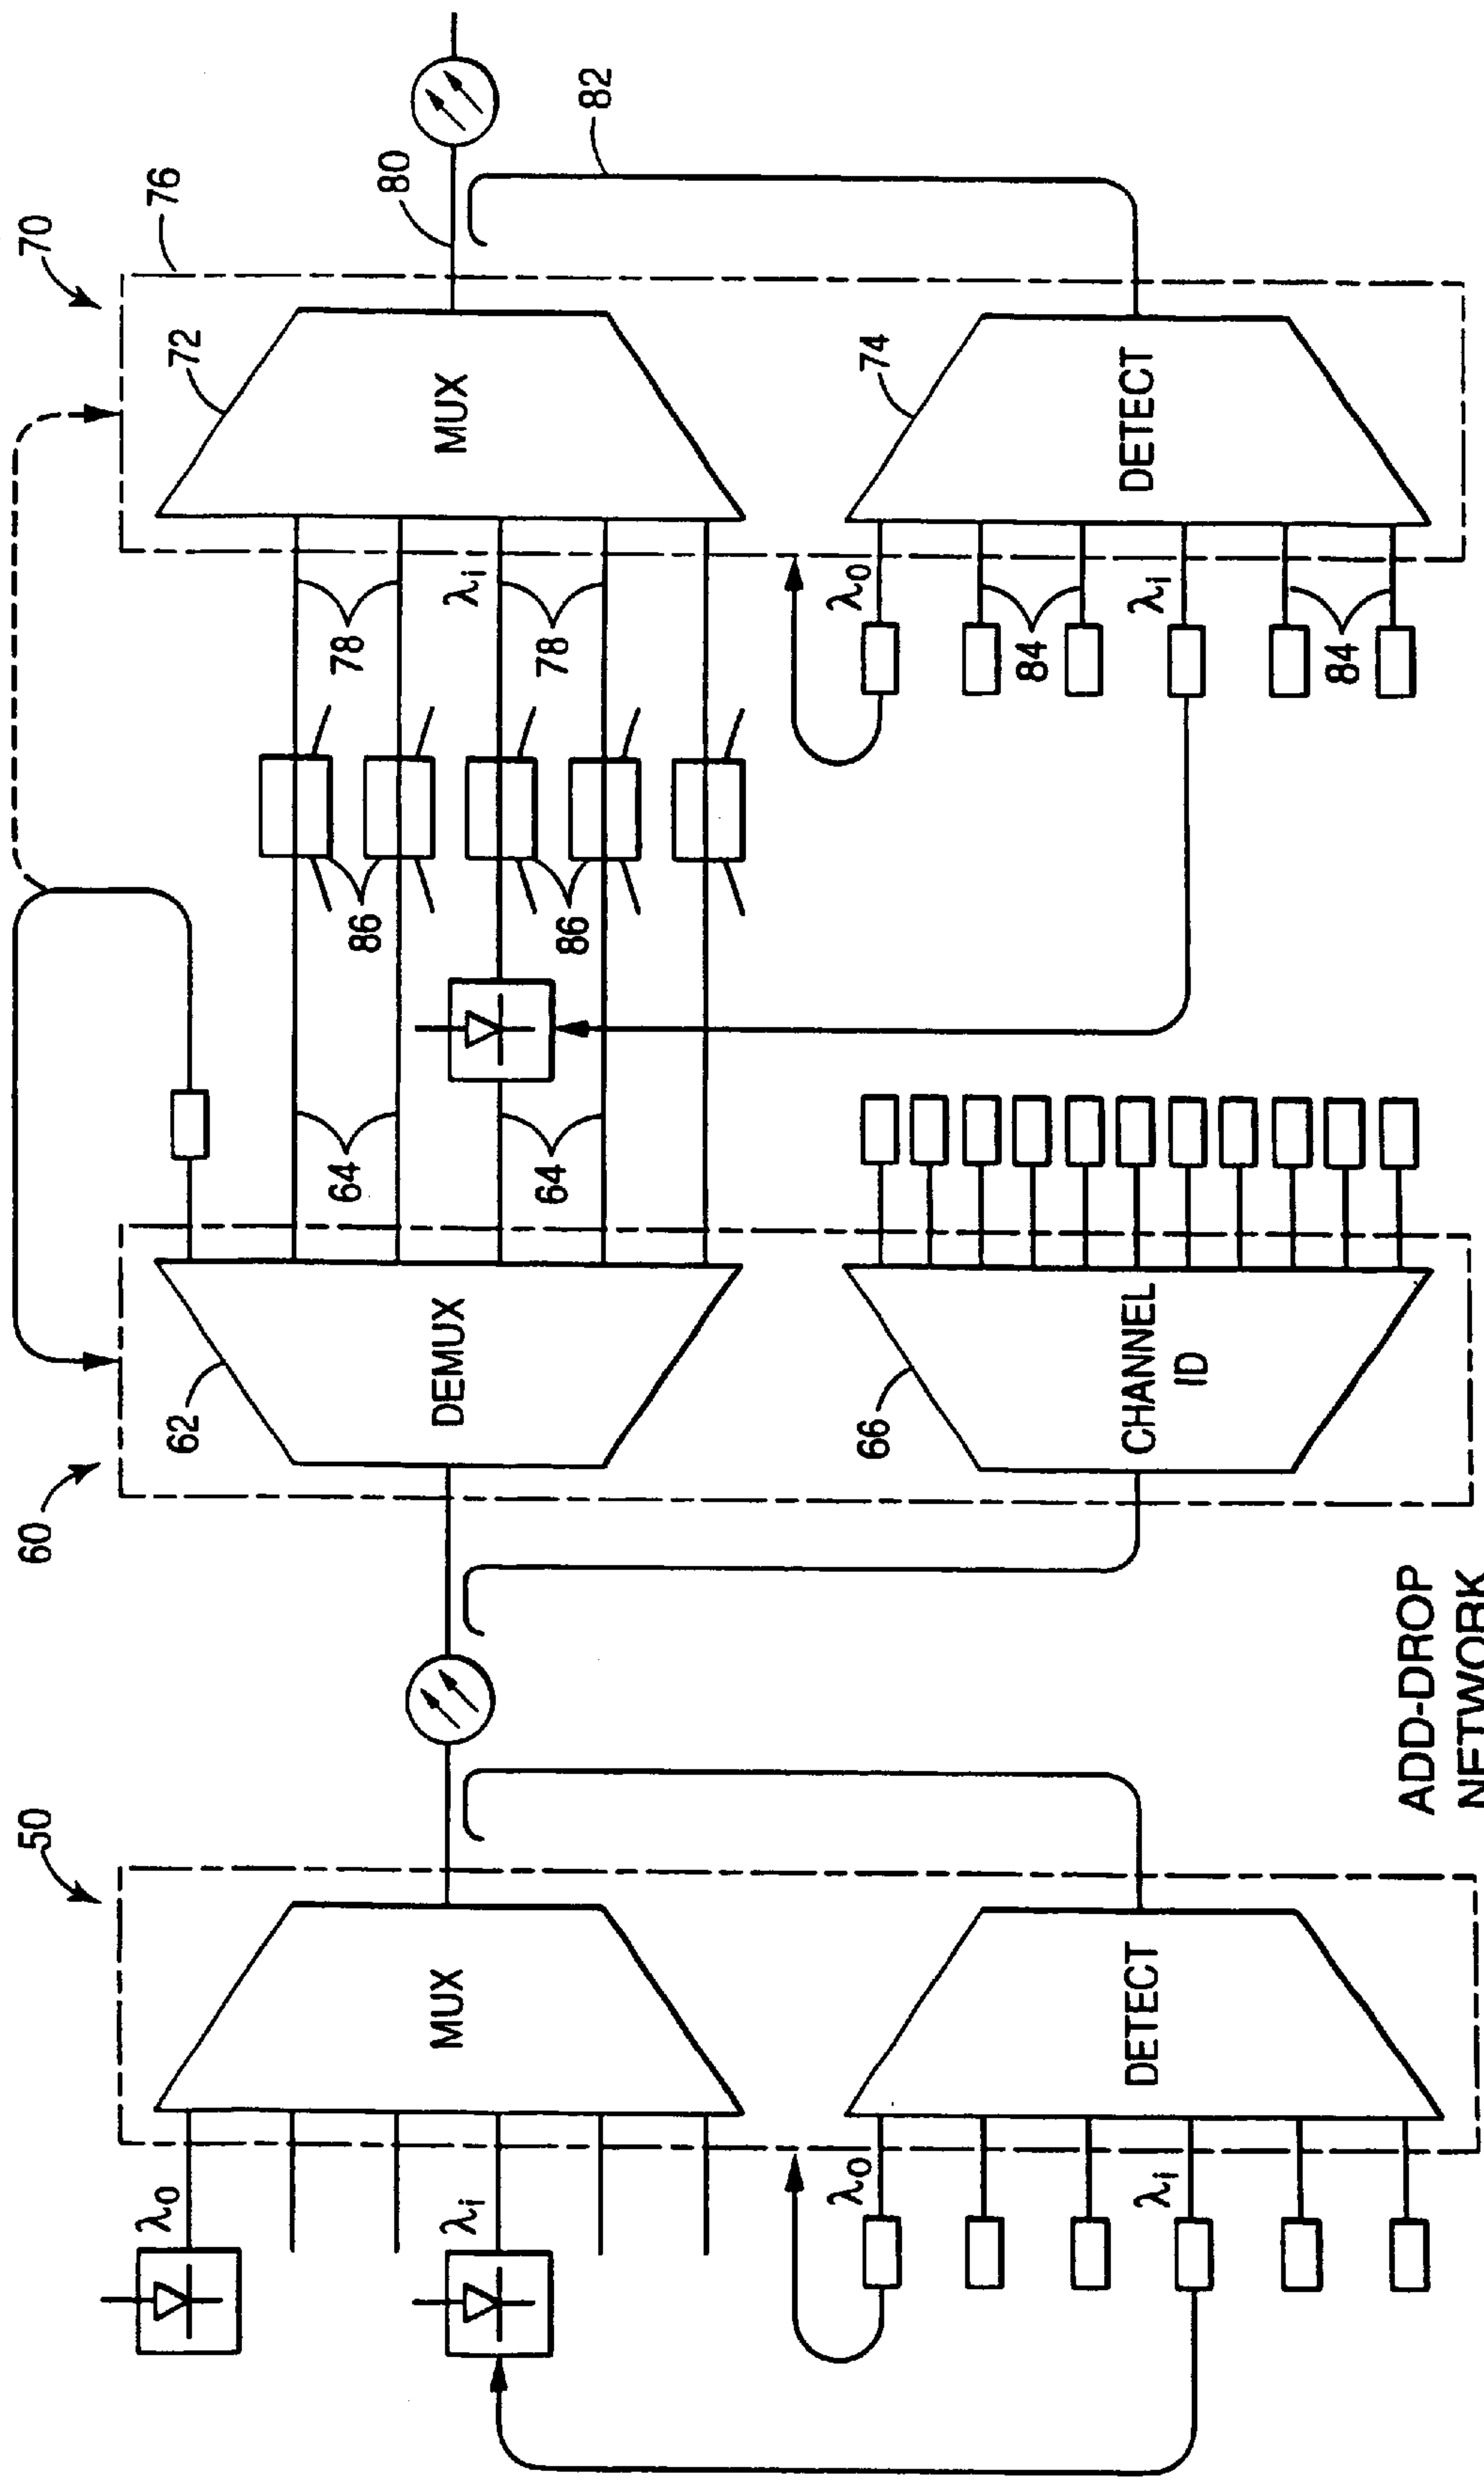 50
60
70
76
λ0
λi
MUX
62
DEMUX
64
64
86
86
78
78
λi
72
MUX
80
82
λ0
λi
DETECT
66
CHANNEL
ID
λ0
λi
84
84
74
DETECT
ADD-DROP
NETWORK